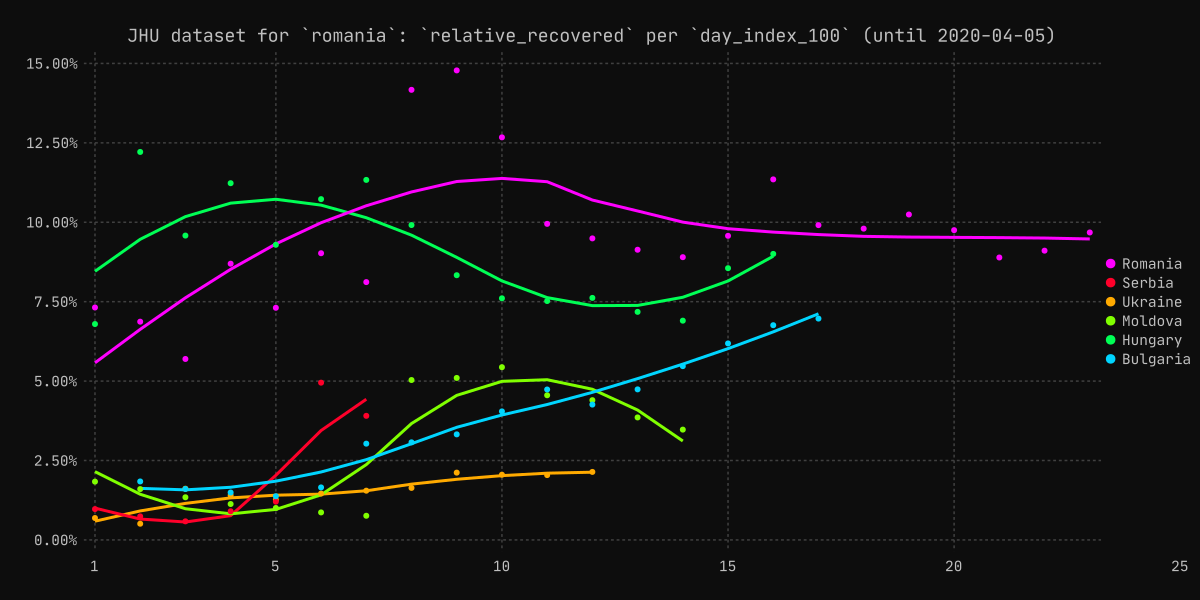 JHU dataset for `romania`: `relative_recovered` per `day_index_100` (until 2020-04-05)
15.00%
12.50%
10.00%
7.50%
5.00%
2.50%
0.00%
Romania
Serbia
Ukraine
Moldova
Hungary
Bulgaria
1 5 10 15 20 25